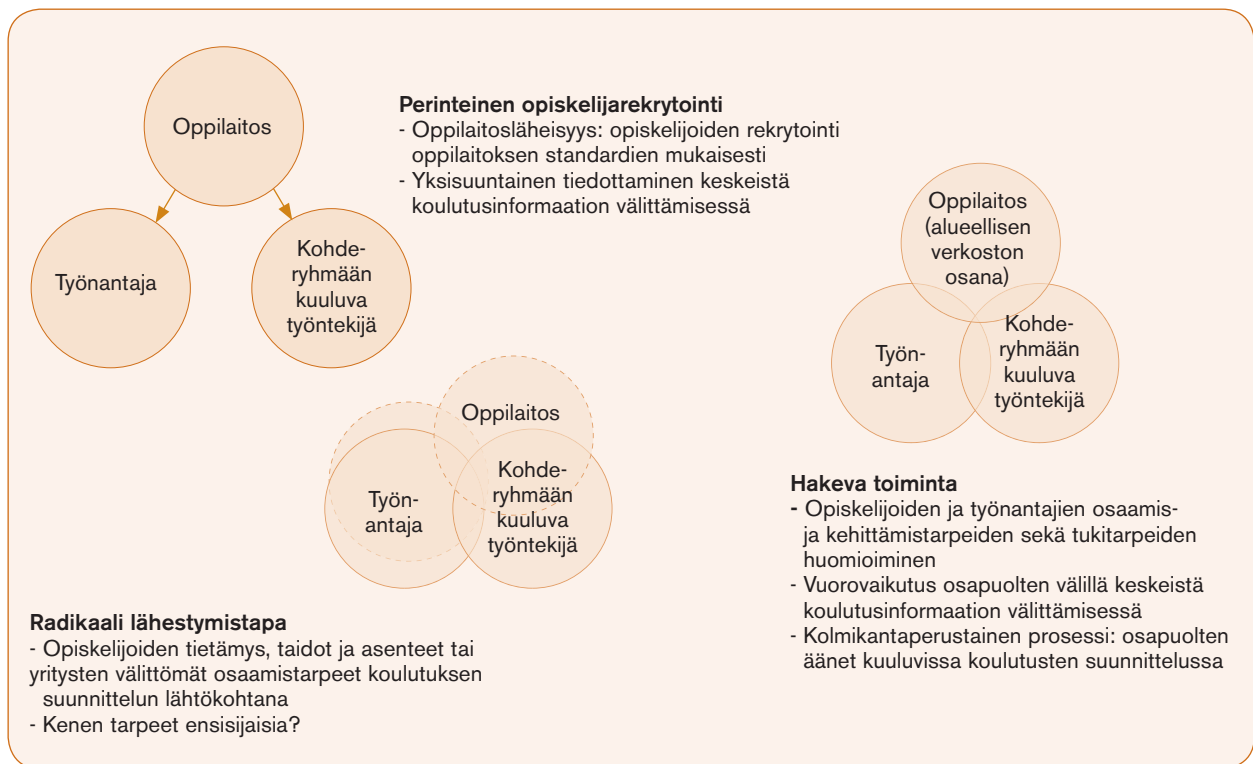 Oppilaitos
Työnantaja
Kohde-
ryhmään
kuuluva
työntekijä
Perinteinen opiskelijarekrytointi
- Oppilaitosläheisyys: opiskelijoiden rekrytointi
oppilaitoksen standardien mukaisesti
- Yksisuuntainen tiedottaminen keskeistä
koulutusinformaation välittämisessä
Oppilaitos
Työn-
antaja
Kohde-
ryhmään
kuuluva
työntekijä
Radikaali lähestymistapa
- Opiskelijoiden tietämys, taidot ja asenteet tai
yritysten välittömät osaamistarpeet koulutuksen
suunnittelun lähtökohtana
- Kenen tarpeet ensisijaisia?
Oppilaitos
(alueellisen
verkoston
osana)
Työn-
antaja
Kohde-
ryhmään
kuuluva
työntekijä
Hakeva toiminta
- Opiskelijoiden ja työnantajien osaamis-
ja kehittämistarpeiden sekä tukitarpeiden
huomioiminen
- Vuorovaikutus osapuolten välillä keskeistä
koulutusinformaation välittämisessä
- Kolmikantaperustainen prosessi: osapuolten
äänet kuuluvissa koulutusten suunnittelussa